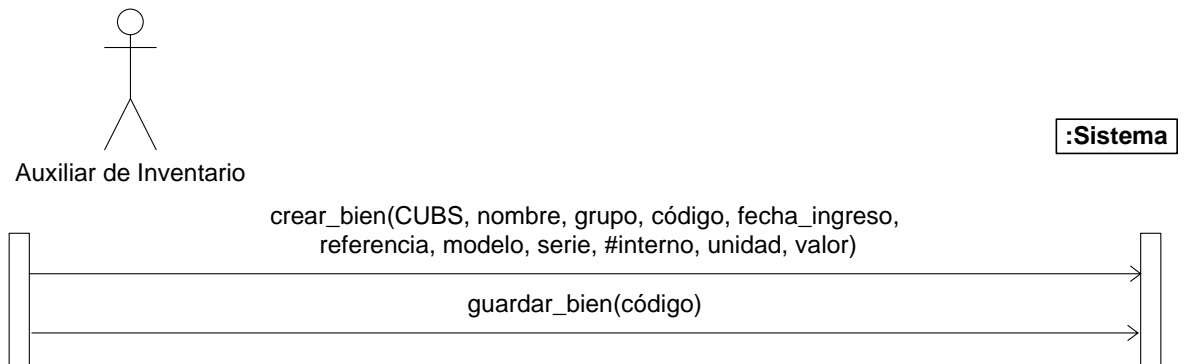 :Sistema
Auxiliar de Inventario
crear_bien(CUBS, nombre, grupo, código, fecha_ingreso,
referencia, modelo, serie, #interno, unidad, valor)
guardar_bien(código)